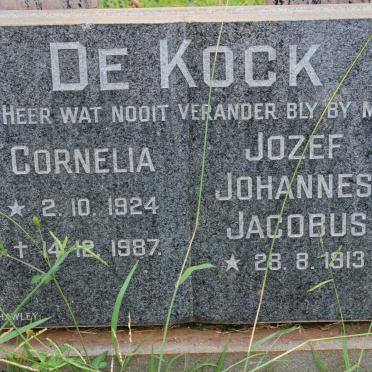 DE KOCK
HEER WAT NOOIT VERANDER BLY BY M
CORNELIA
★ 2. 10. 1924
† 14. 12. 1987.
JOZEF
JOHANNES
JACOBUS
★ 28. 8. 1913
HAWLEY